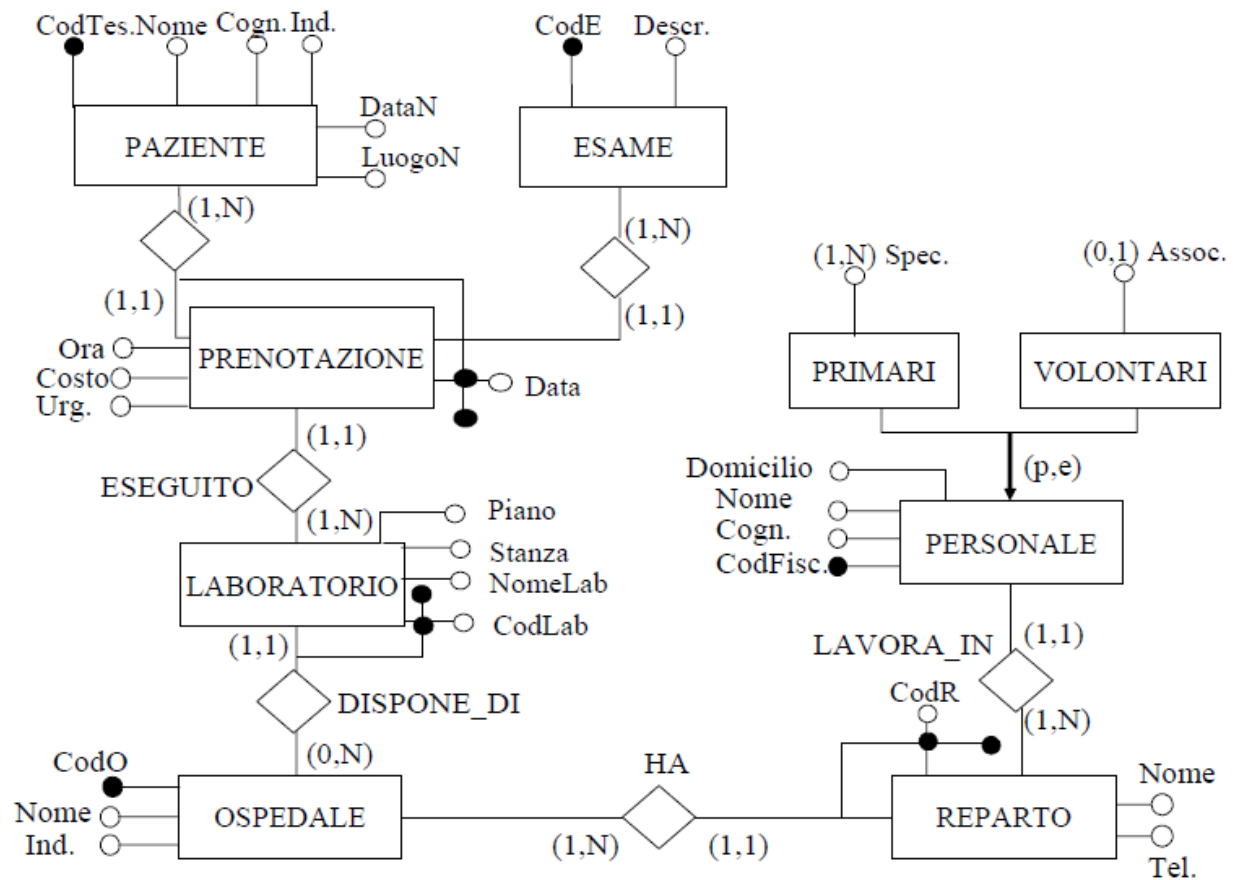 CodTes. Nome Cogn. Ind. CodE Descr.
DataN
PAZIENTE ESAME
LuogoN
(1,N) (1,N)
(1,N) Spec. (0,1) Assoc.
(1,1) (1,1)
Ora PRENOTAZIONE
Costo Data PRIMARI VOLONTARI
Urg.
(1,1)
Domicilio (p,e)
ESEGUITO Nome
(1,N) Piano
Cogn. PERSONALE
Stanza
CodFisc.
LABORATORIO NomeLab
CodLab
(1,1) LAVORA_IN (1,1)
CodR
DISPONE_DI (1,N)
CodO (0,N) HA
Nome
Nome OSPEDALE REPARTO
Ind. (1,N) (1,1)
Tel.